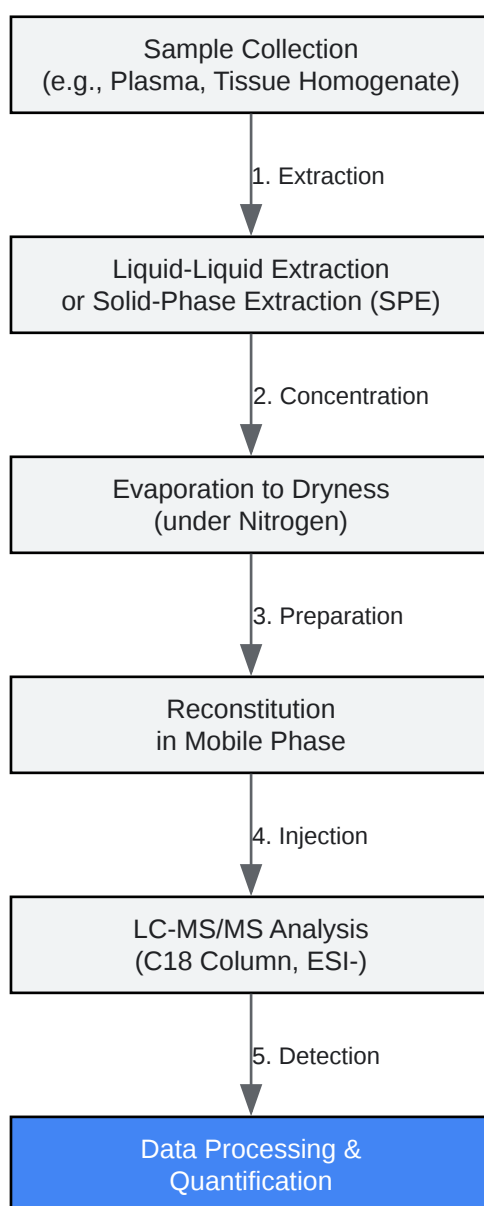 Sample Collection
(e.g., Plasma, Tissue Homogenate)
1. Extraction
Liquid-Liquid Extraction
or Solid-Phase Extraction (SPE)
2. Concentration
Evaporation to Dryness
(under Nitrogen)
3. Preparation
Reconstitution
in Mobile Phase
4. Injection
LC-MS/MS Analysis
(C18 Column, ESI-)
5. Detection
Data Processing &
Quantification